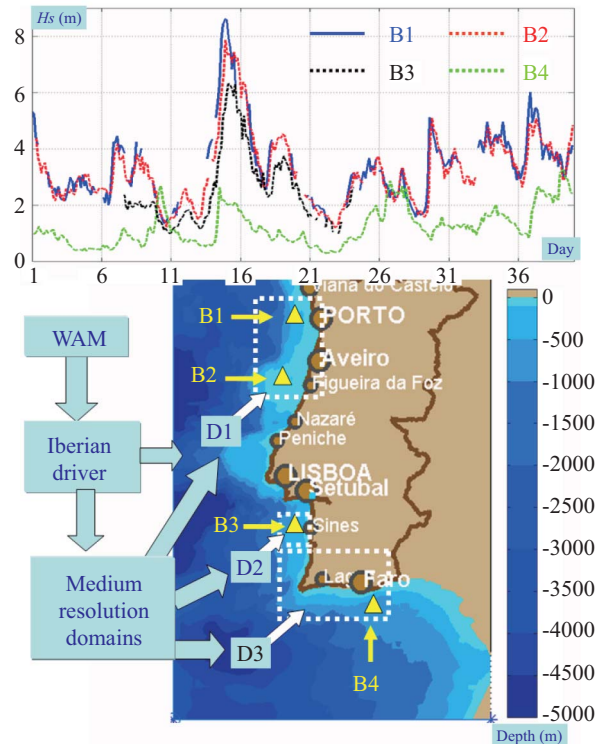 Hs (m)
8
6
4
2
0
B1
B2
B3
B4
Day
1
6
11
16
21
26
31
36
Viana do Castelo
B1
PORTO
WAM
Aveiro
B2
Figueira da Foz
D1
Nazaré
Iberian
driver
Peniche
LISBOA
Setubal
B3
Sines
Medium
resolution
domains
D2
Lag
Faro
D3
B4
0
-500
-1000
-1500
-2000
-2500
-3000
-3500
-4000
-4500
-5000
Depth (m)